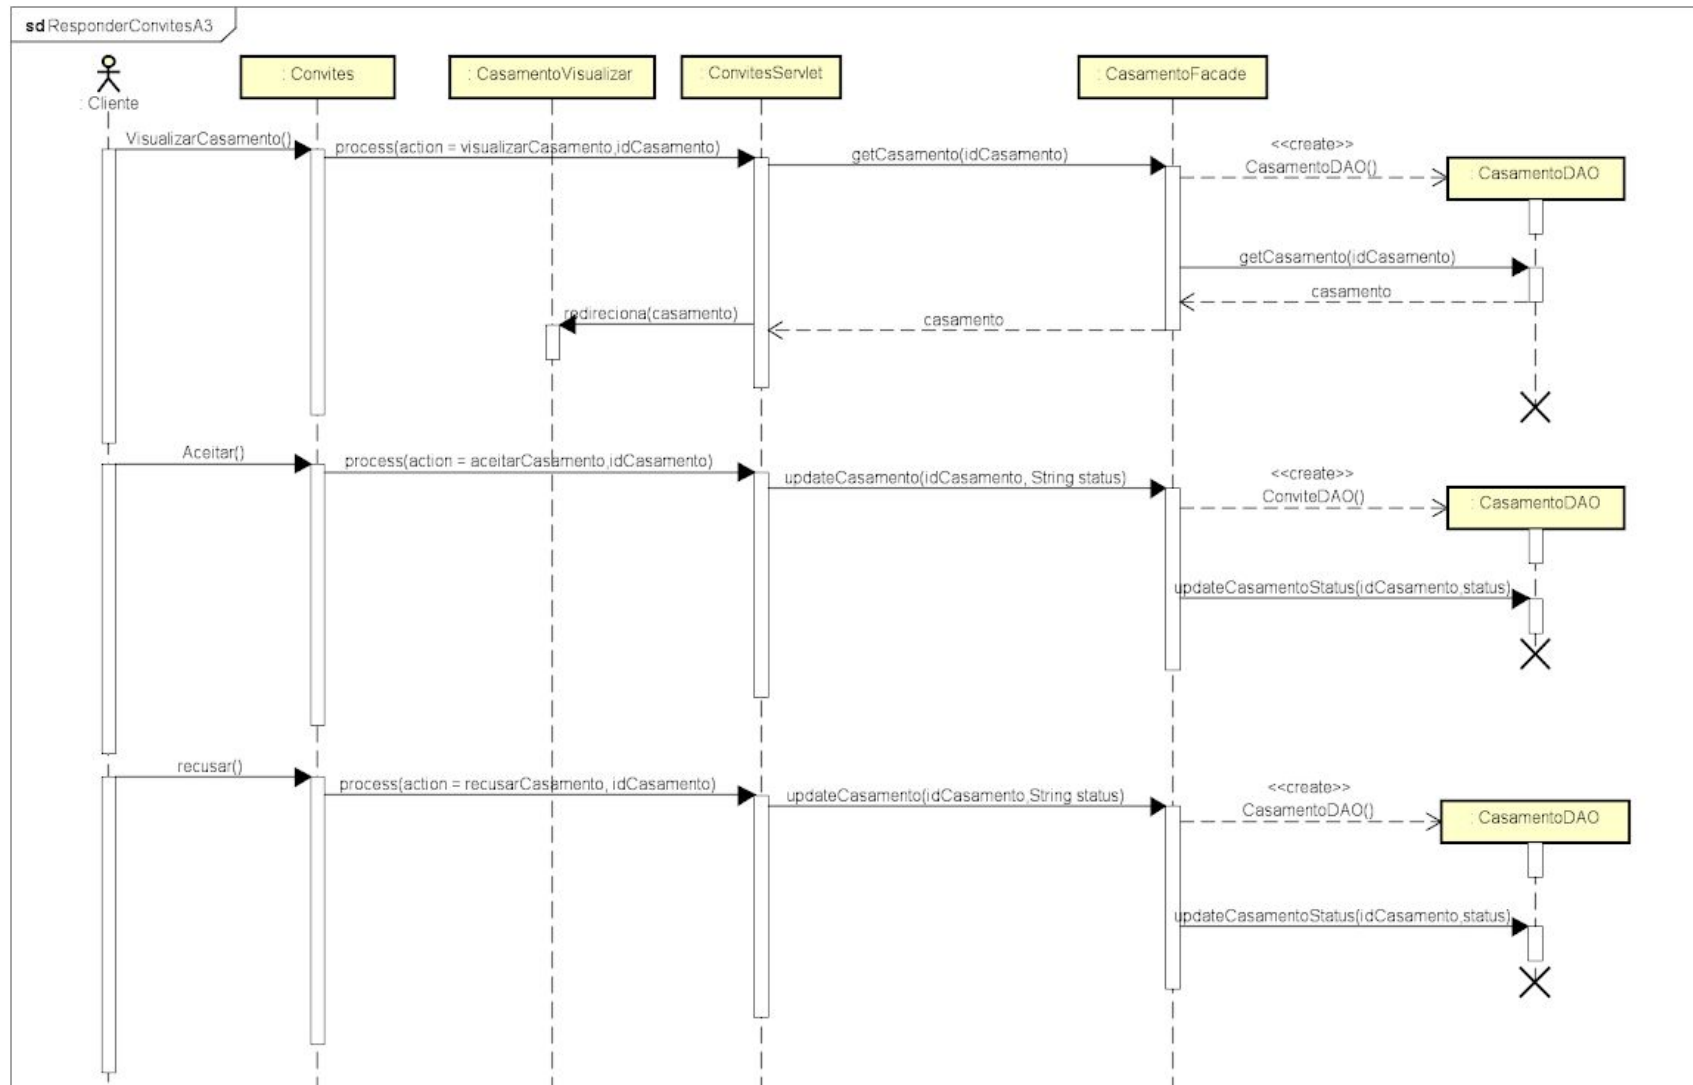 sd ResponderConvitesA3
: Cliente
: Convites
: CasamentoVisualizar
: ConvitesServlet
: CasamentoFacade
VisualizarCasamento()
process(action = visualizarCasamento,idCasamento)
getCasamento(idCasamento)
<<create>>
CasamentoDAO()
: CasamentoDAO
getCasamento(idCasamento)
casamento
casamento
redireciona(casamento)
Aceitar()
process(action = aceitarCasamento,idCasamento)
updateCasamento(idCasamento, String status)
<<create>>
ConviteDAO()
: CasamentoDAO
updateCasamentoStatus(idCasamento,status)
recusar()
process(action = recusarCasamento, idCasamento)
updateCasamento(idCasamento,String status)
<<create>>
CasamentoDAO()
: CasamentoDAO
updateCasamentoStatus(idCasamento,status)